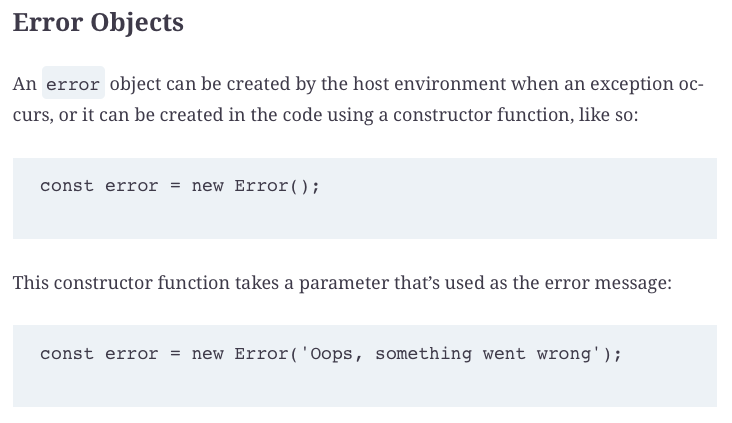 Error Objects
An error object can be created by the host environment when an exception oc-
curs, or it can be created in the code using a constructor function, like so:
const error = new Error();
This constructor function takes a parameter that’s used as the error message:
const error = new Error('Oops, something went wrong');